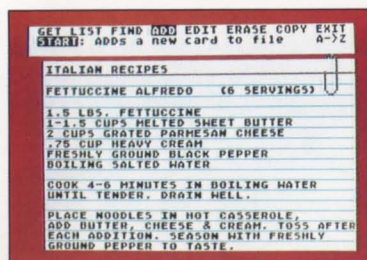 GET LIST FIND ADD EDIT ERASE COPY EXIT
START: ADDS a new card to file A->Z
ITALIAN RECIPES
FETTUCCINE ALFREDO (6 SERVINGS)
1.5 LBS. FETTUCCINE
1-1.5 CUPS MELTED SWEET BUTTER
2 CUPS GRATED PARMESAN CHEESE
.75 CUP HEAVY CREAM
FRESHLY GROUND BLACK PEPPER
BOILING SALTED WATER
COOK 4-6 MINUTES IN BOILING WATER
UNTIL TENDER. DRAIN WELL.
PLACE NOODLES IN HOT CASSEROLE,
ADD BUTTER, CHEESE & CREAM. TOSS AFTER
EACH ADDITION. SEASON WITH FRESHLY
GROUND PEPPER TO TASTE.